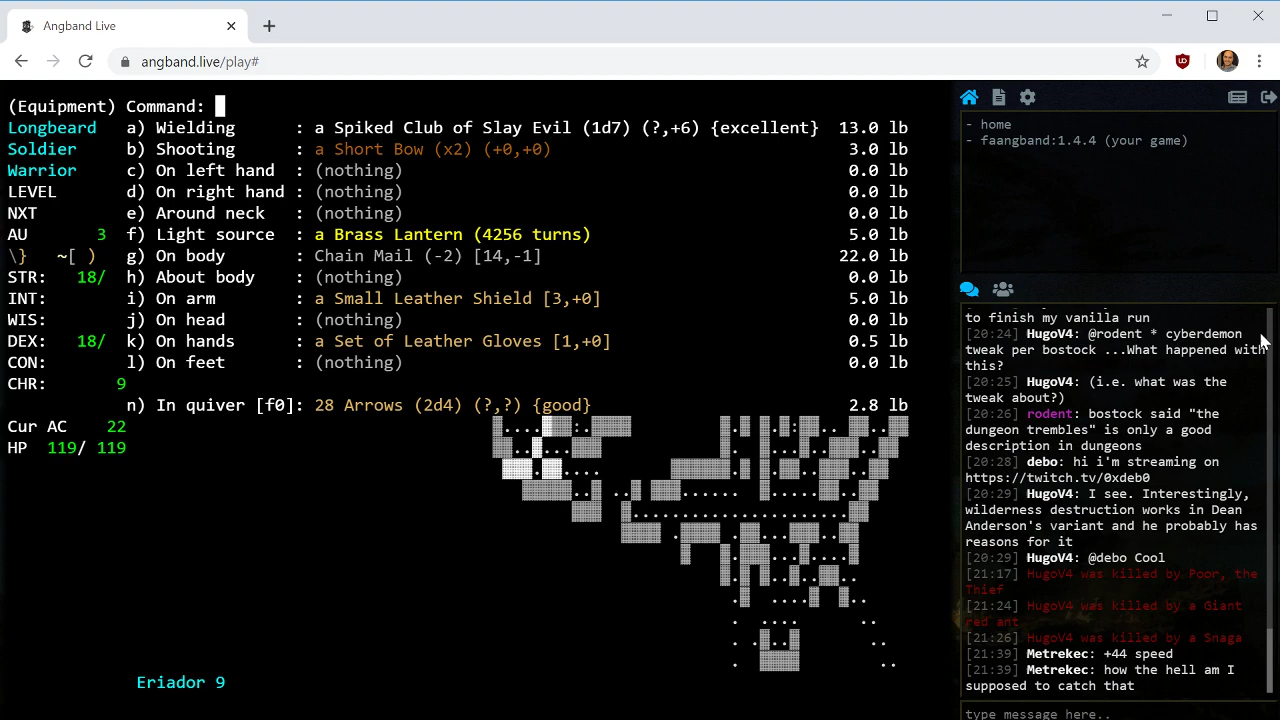 Angband Live
angband.live/play#
(Equipment) Command:
Longbeard a) Wielding : a Spiked Club of Slay Evil (1d7) (?,+6) {excellent} 13.0 lb
Soldier b) Shooting : a Short Bow (x2) (+0,+0) 3.0 lb
Warrior c) On left hand : (nothing) 0.0 lb
LEVEL d) On right hand : (nothing) 0.0 lb
NXT e) Around neck : (nothing) 0.0 lb
AU 3 f) Light source : a Brass Lantern (4256 turns) 5.0 lb
\} ~[ ) g) On body : Chain Mail (-2) [14,-1] 22.0 lb
STR: 18/ h) About body : (nothing) 0.0 lb
INT: i) On arm : a Small Leather Shield [3,+0] 5.0 lb
WIS: j) On head : (nothing) 0.0 lb
DEX: 18/ k) On hands : a Set of Leather Gloves [1,+0] 0.5 lb
CON: l) On feet : (nothing) 0.0 lb
CHR: 9
n) In quiver [f0]: 28 Arrows (2d4) (?,?) {good} 2.8 lb
Cur AC 22
HP 119/ 119
Eriador 9
- home
- faangband:1.4.4 (your game)
to finish my vanilla run
[20:24] HugoV4: @rodent * cyberdemon
tweak per bostock ...What happened with
this?
[20:25] HugoV4: (i.e. what was the
tweak about?)
[20:26] rodent: bostock said "the
dungeon trembles" is only a good
description in dungeons
[20:28] debo: hi i'm streaming on
https://twitch.tv/0xdeb0
[20:29] HugoV4: I see. Interestingly,
wilderness destruction works in Dean
Anderson's variant and he probably has
reasons for it
[20:29] HugoV4: @debo Cool
[21:17] HugoV4 was killed by Poor, the
Thief
[21:24] HugoV4 was killed by a Giant
red ant
[21:26] HugoV4 was killed by a Snaga
[21:39] Metrekec: +44 speed
[21:39] Metrekec: how the hell am I
supposed to catch that
type message here..